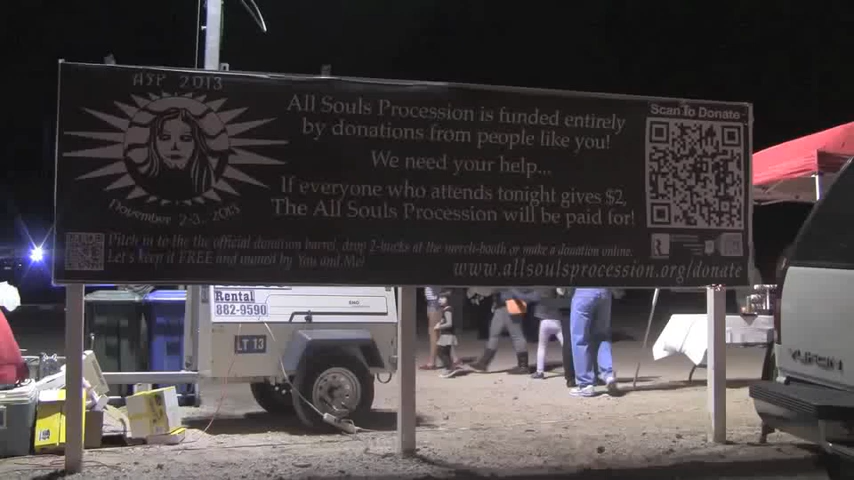 ASP 2013
All Souls Procession is funded entirely
by donations from people like you!
We need your help...
If everyone who attends tonight gives $2,
The All Souls Procession will be paid for!
November 2-3, 2013
Scan To Donate
Pitch in to the the official donation barrel, drop 2-bucks at the merch-booth or make a donation online.
Let's keep it FREE and owned by You and Me!
www.allsoulsprocession.org/donate
Rental
882-9590
LT 13
YUKON